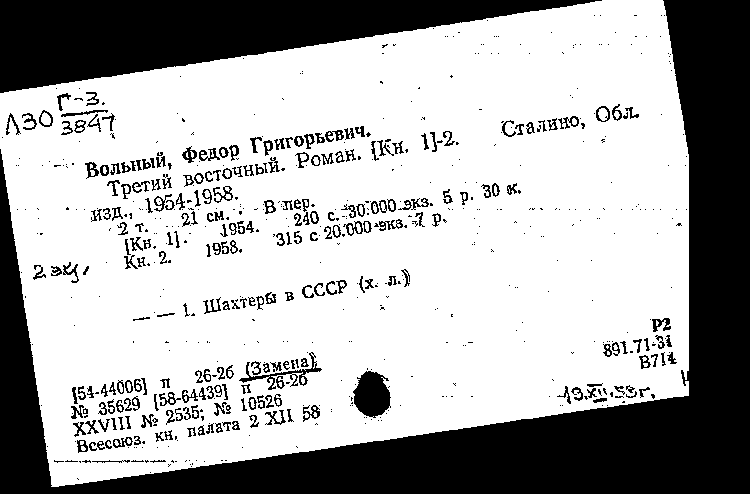 Л30 Г-3.
3847
Вольный, Федор Григорьевич.
Третий восточный. Роман. [Кн. 1]-2. Сталино, Обл.
изд., 1954-1958.
2 т. 21 см. В пер.
[Кн. 1]. 1954. 240 с. 30.000 экз. 5 р. 30 к.
Кн. 2. 1958. 315 с 20.000 экз. 7 р.
2 экз.
— — 1. Шахтеры в СССР (х. л.)
Р2
891.71-31
В714
[54-44006] п 26-2б (Замена);
№ 35629 [58-64439] п 26-2б
XXVIII № 2535; № 10526
Всесоюз. кн. палата 2 XII 58
19.XII.58г.